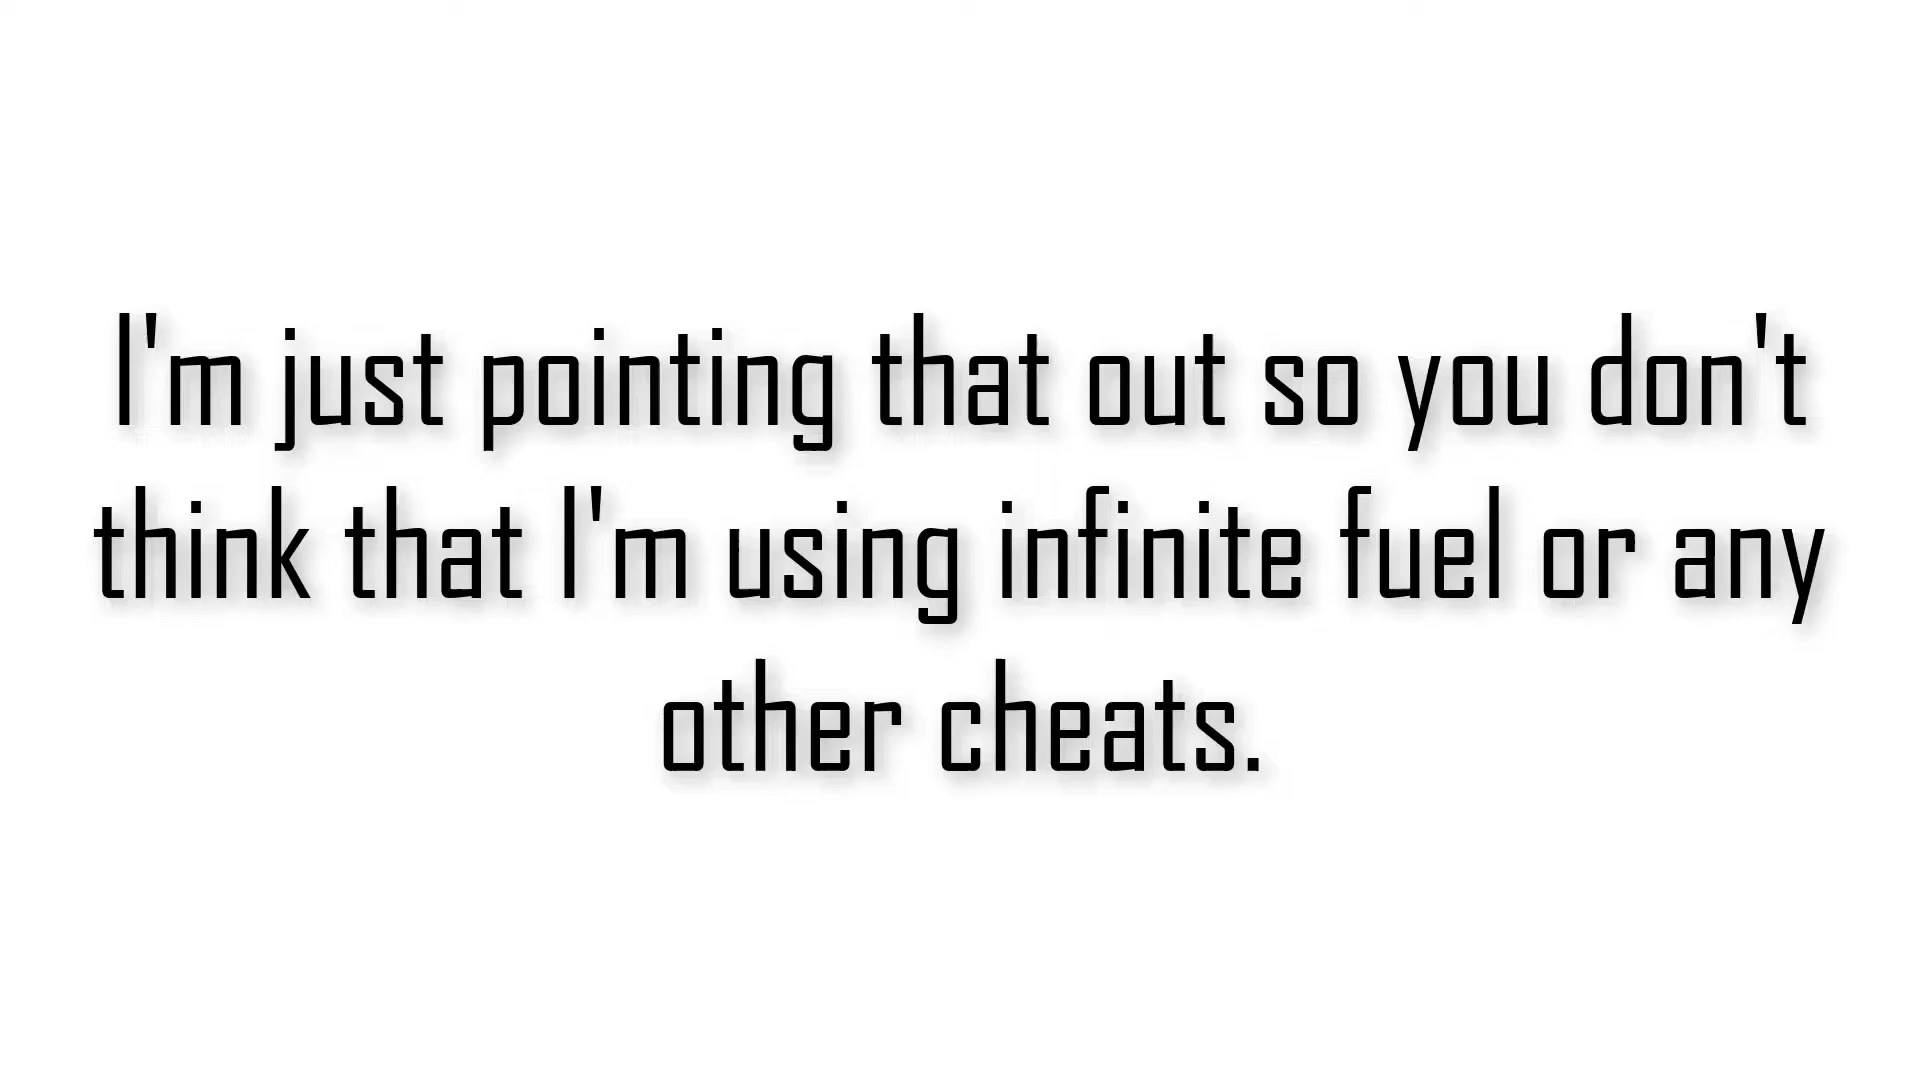 I'm just pointing that out so you don't
think that I'm using infinite fuel or any
other cheats.